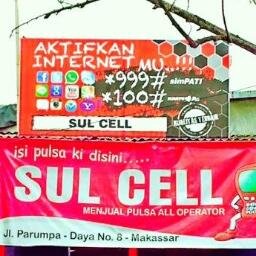 AKTIFKAN
INTERNET MU.....!!!
*999# simPATI
*100#
SUL CELL
isi pulsa ki disini.....
SUL CELL
MENJUAL PULSA ALL OPERATOR
Jl. Parumpa - Daya No. 8 - Makassar